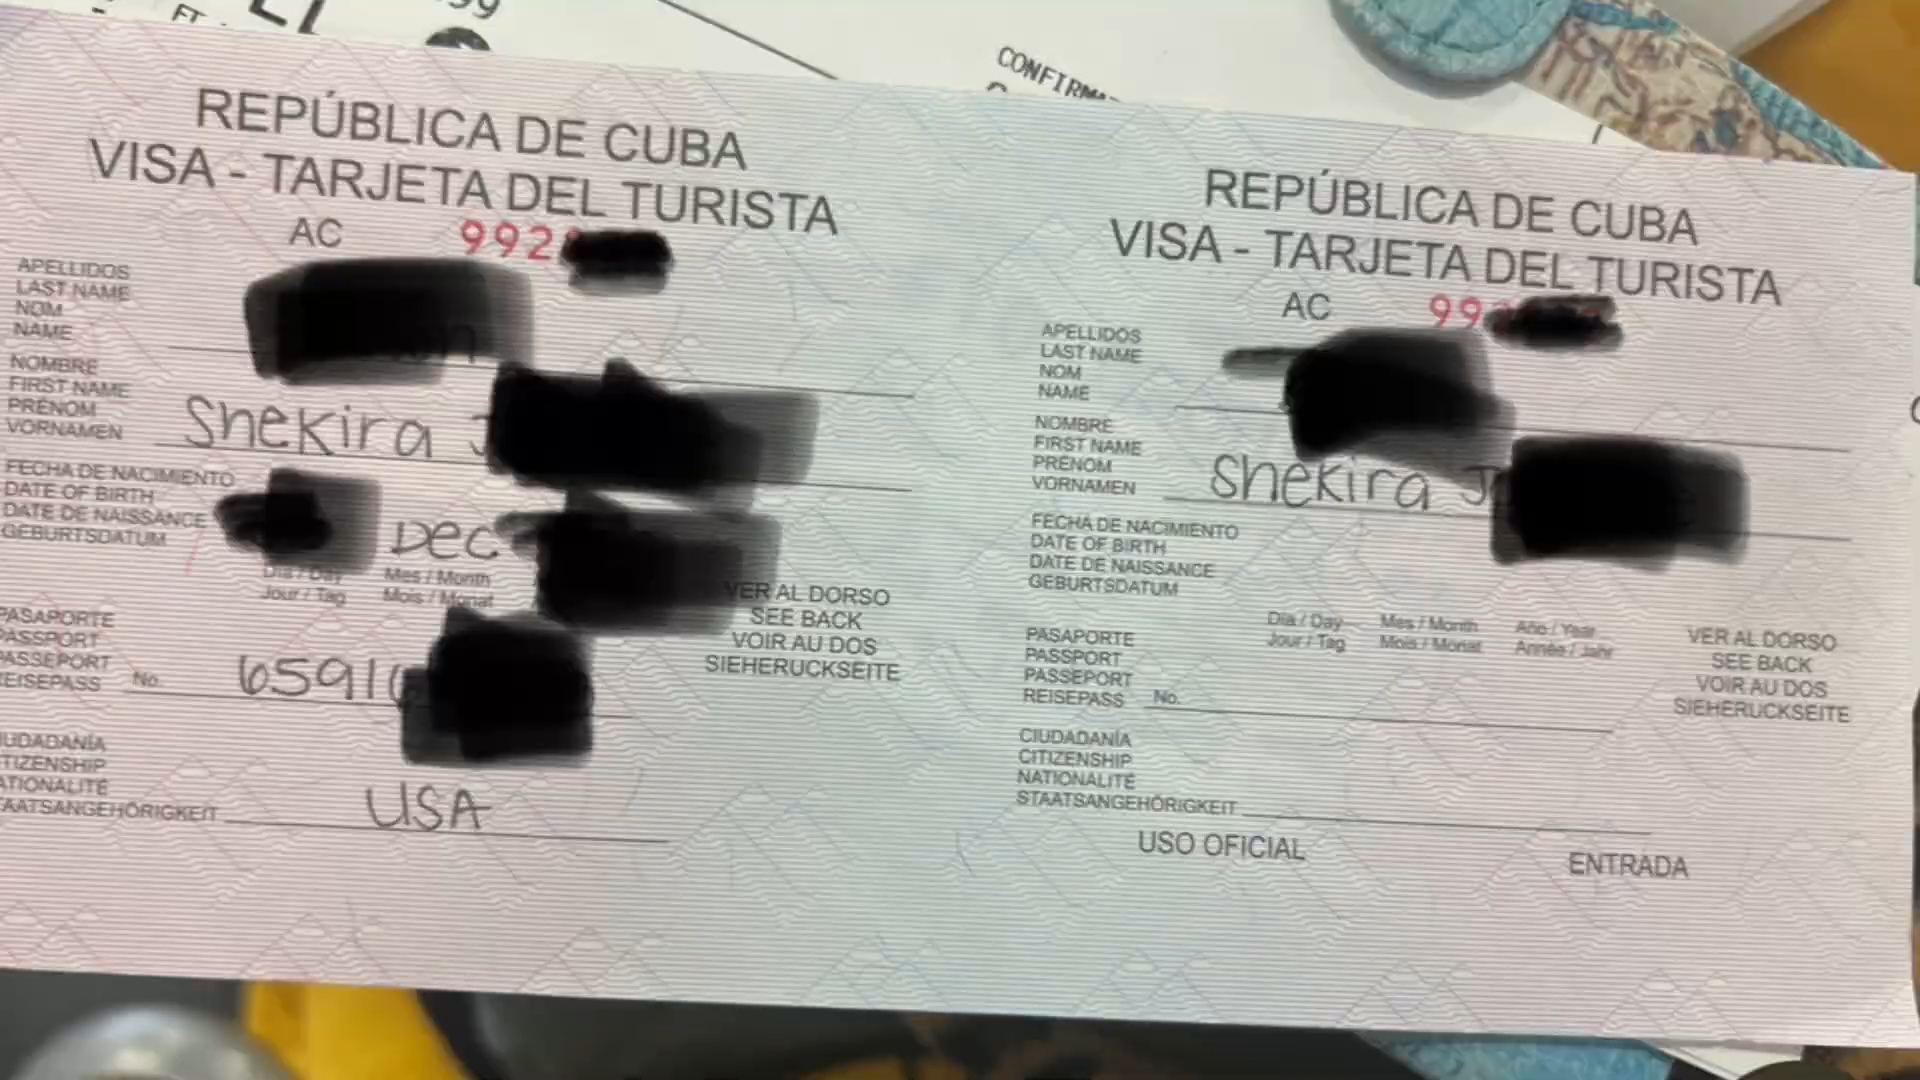 FT
CONFIRMA
REPÚBLICA DE CUBA
VISA - TARJETA DEL TURISTA
AC 992
APELLIDOS
LAST NAME
NOM
NAME
NOMBRE
FIRST NAME
PRÉNOM
VORNAMEN
Shekira J
FECHA DE NACIMIENTO
DATE OF BIRTH
DATE DE NAISSANCE
GEBURTSDATUM
Dec
Día / Day Mes / Month
Jour / Tag Mois / Monat
VER AL DORSO
SEE BACK
VOIR AU DOS
SIEHERUCKSEITE
PASAPORTE
PASSPORT
PASSEPORT
REISEPASS No. 6591
IUDADANÍA
TIZENSHIP
ATIONALITÉ
TAATSANGEHÖRIGKEIT USA
REPÚBLICA DE CUBA
VISA - TARJETA DEL TURISTA
AC 99
APELLIDOS
LAST NAME
NOM
NAME
NOMBRE
FIRST NAME
PRÉNOM
VORNAMEN
Shekira J
FECHA DE NACIMIENTO
DATE OF BIRTH
DATE DE NAISSANCE
GEBURTSDATUM
Día / Day Mes / Month Año / Year
Jour / Tag Mois / Monat Année / Jahr
VER AL DORSO
SEE BACK
VOIR AU DOS
SIEHERUCKSEITE
PASAPORTE
PASSPORT
PASSEPORT
REISEPASS No.
CIUDADANÍA
CITIZENSHIP
NATIONALITÉ
STAATSANGEHÖRIGKEIT
USO OFICIAL ENTRADA